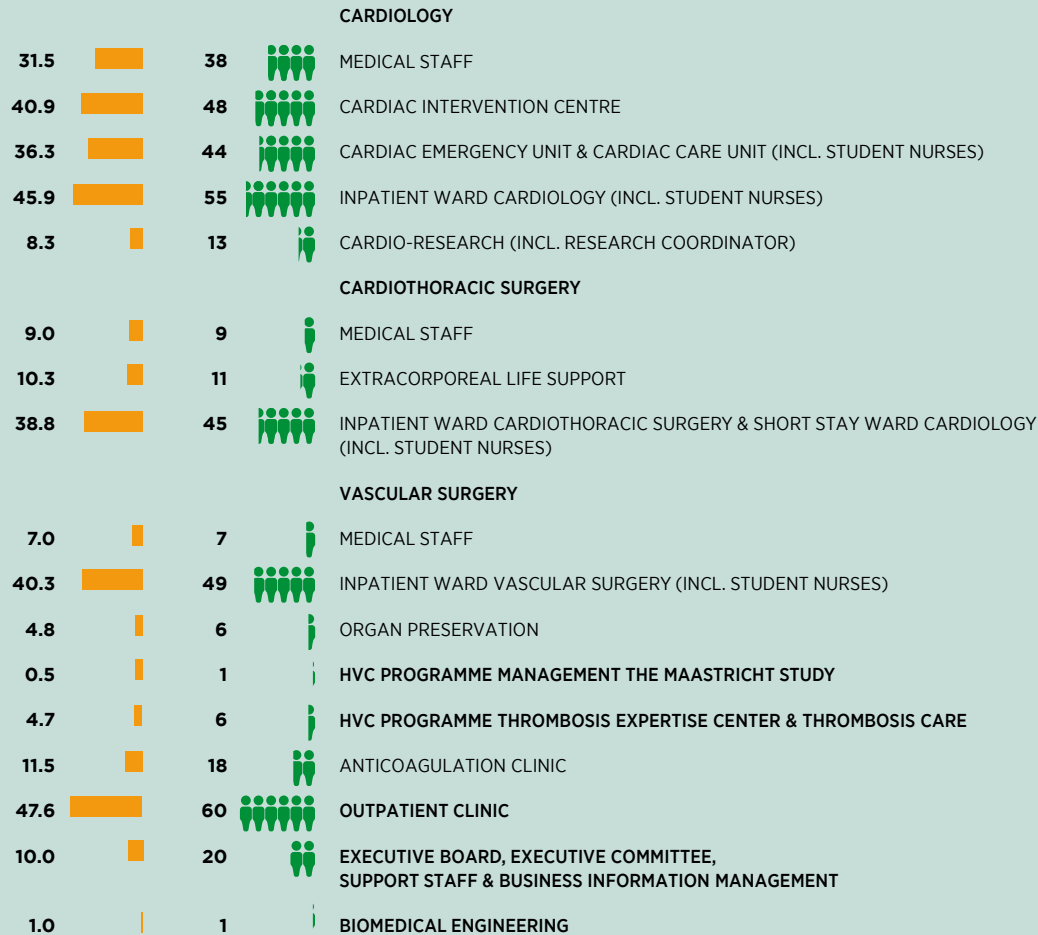 CARDIOLOGY
31.5 38 MEDICAL STAFF
40.9 48 CARDIAC INTERVENTION CENTRE
36.3 44 CARDIAC EMERGENCY UNIT & CARDIAC CARE UNIT (INCL. STUDENT NURSES)
45.9 55 INPATIENT WARD CARDIOLOGY (INCL. STUDENT NURSES)
8.3 13 CARDIO-RESEARCH (INCL. RESEARCH COORDINATOR)
CARDIOTHORACIC SURGERY
9.0 9 MEDICAL STAFF
10.3 11 EXTRACORPOREAL LIFE SUPPORT
38.8 45 INPATIENT WARD CARDIOTHORACIC SURGERY & SHORT STAY WARD CARDIOLOGY
(INCL. STUDENT NURSES)
VASCULAR SURGERY
7.0 7 MEDICAL STAFF
40.3 49 INPATIENT WARD VASCULAR SURGERY (INCL. STUDENT NURSES)
4.8 6 ORGAN PRESERVATION
0.5 1 HVC PROGRAMME MANAGEMENT THE MAASTRICHT STUDY
4.7 6 HVC PROGRAMME THROMBOSIS EXPERTISE CENTER & THROMBOSIS CARE
11.5 18 ANTICOAGULATION CLINIC
47.6 60 OUTPATIENT CLINIC
10.0 20 EXECUTIVE BOARD, EXECUTIVE COMMITTEE,
SUPPORT STAFF & BUSINESS INFORMATION MANAGEMENT
1.0 1 BIOMEDICAL ENGINEERING